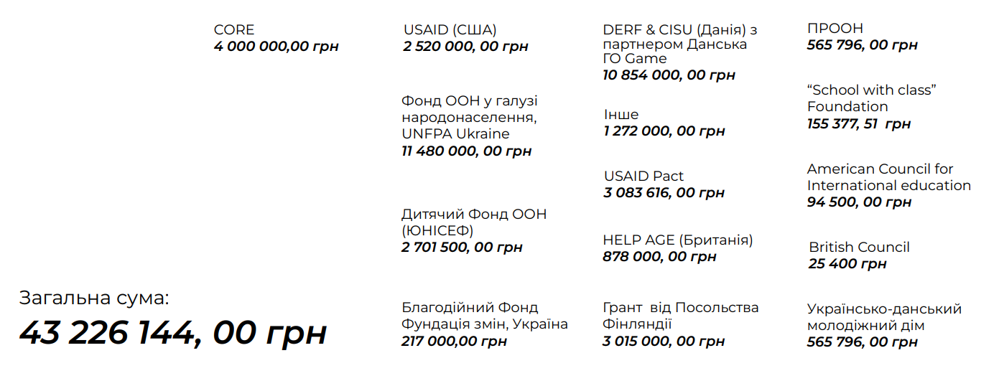 CORE
4 000 000,00 грн
USAID (США)
2 520 000, 00 грн
Фонд ООН у галузі
народонаселення,
UNFPA Ukraine
11 480 000, 00 грн
Дитячий Фонд ООН
(ЮНІСЕФ)
2 701 500, 00 грн
Благодійний Фонд
Фундація змін, Україна
217 000,00 грн
DERF & CISU (Данія) з
партнером Данська
ГО Game
10 854 000, 00 грн
Інше
1 272 000, 00 грн
USAID Pact
3 083 616, 00 грн
HELP AGE (Британія)
878 000, 00 грн
Грант від Посольства
Фінляндії
3 015 000, 00 грн
ПРООН
565 796, 00 грн
“School with class”
Foundation
155 377, 51 грн
American Council for
International education
94 500, 00 грн
British Council
25 400 грн
Українсько-данський
молодіжний дім
565 796, 00 грн
Загальна сума:
43 226 144, 00 грн